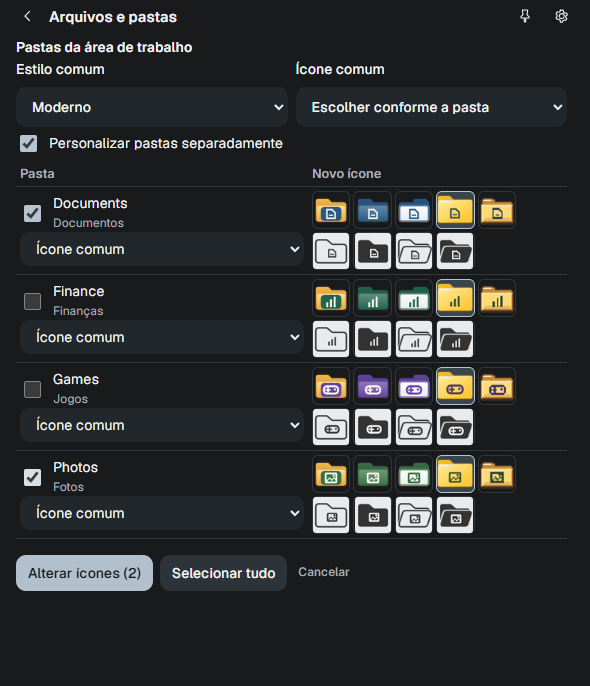 Arquivos e pastas
Pastas da área de trabalho
Estilo comum
Ícone comum
Moderno
Escolher conforme a pasta
Personalizar pastas separadamente
Pasta
Novo ícone
Documents
Documentos
Ícone comum
Finance
Finanças
Ícone comum
Games
Jogos
Ícone comum
Photos
Fotos
Ícone comum
Alterar ícones (2)
Selecionar tudo
Cancelar